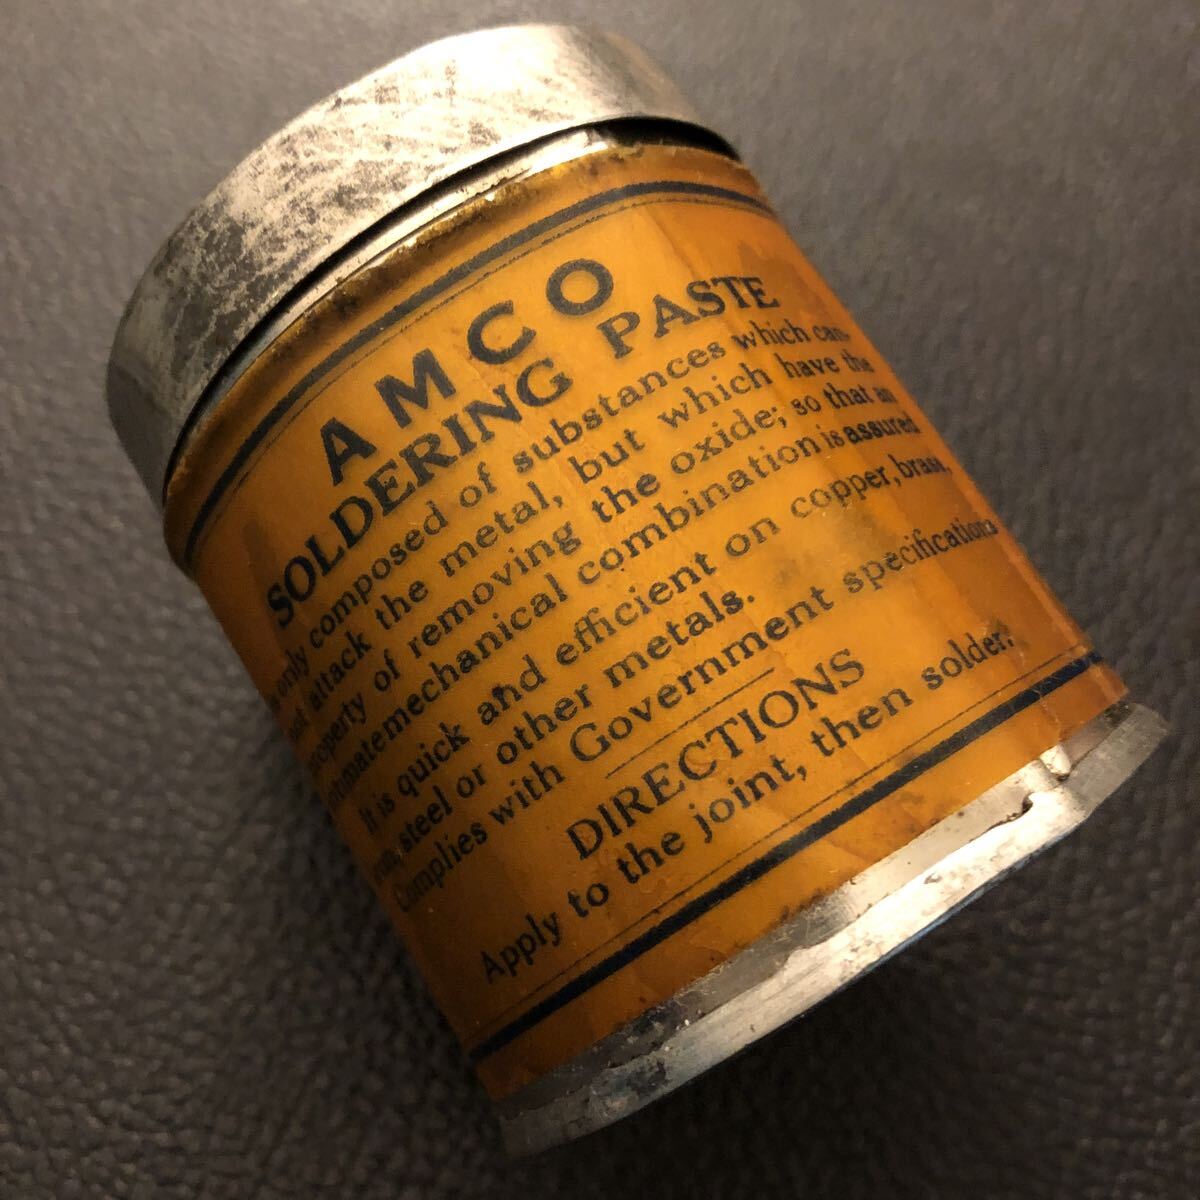 AMCO
SOLDERING PASTE
only composed of substances which can-
not attack the metal, but which have the
property of removing the oxide; so that an
intimate mechanical combination is assured
It is quick and efficient on copper, brass,
steel or other metals.
Complies with Government specifications
DIRECTIONS
Apply to the joint, then solder.